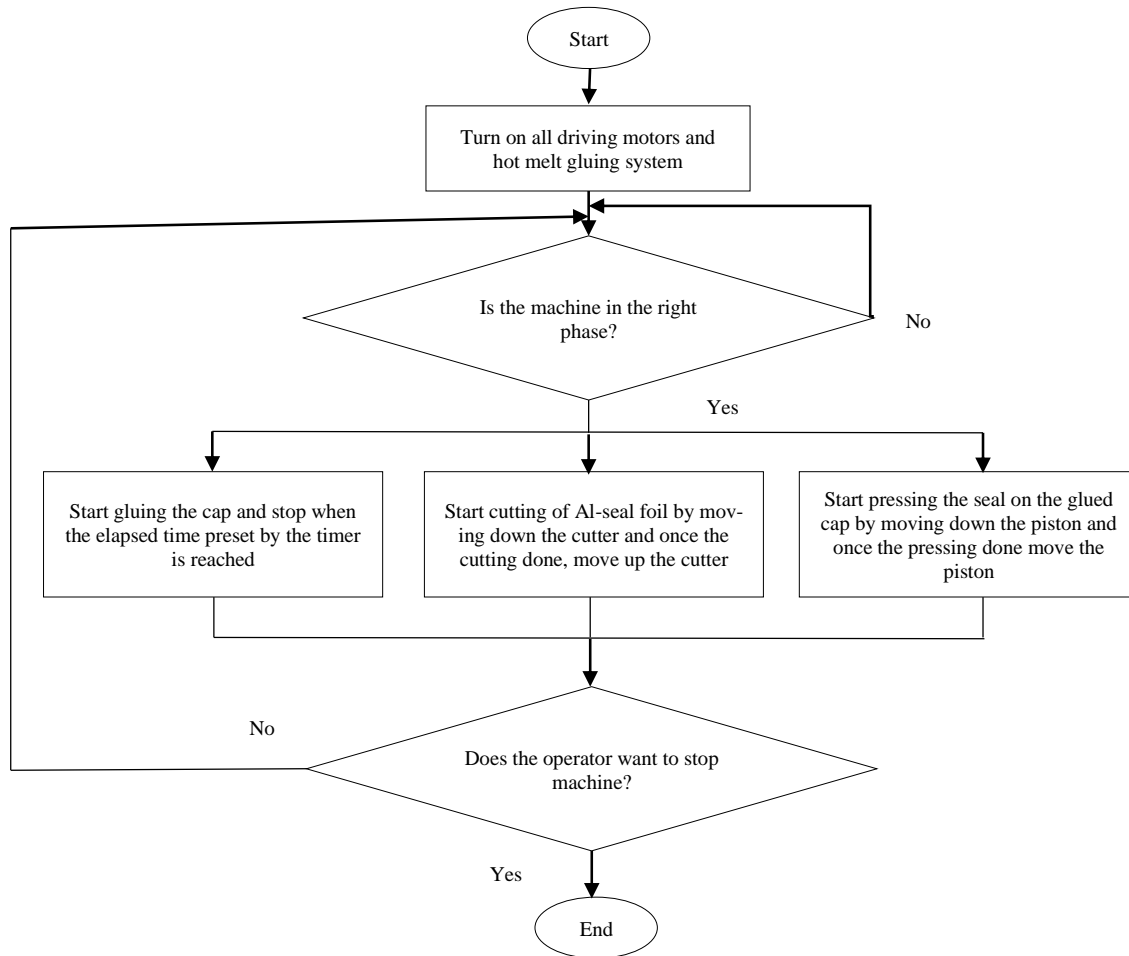 Start
Turn on all driving motors and
hot melt gluing system
Is the machine in the right
phase?
No
Yes
Start gluing the cap and stop when
the elapsed time preset by the timer
is reached
Start cutting of Al-seal foil by mov-
ing down the cutter and once the
cutting done, move up the cutter
Start pressing the seal on the glued
cap by moving down the piston and
once the pressing done move the
piston
No
Does the operator want to stop
machine?
Yes
End